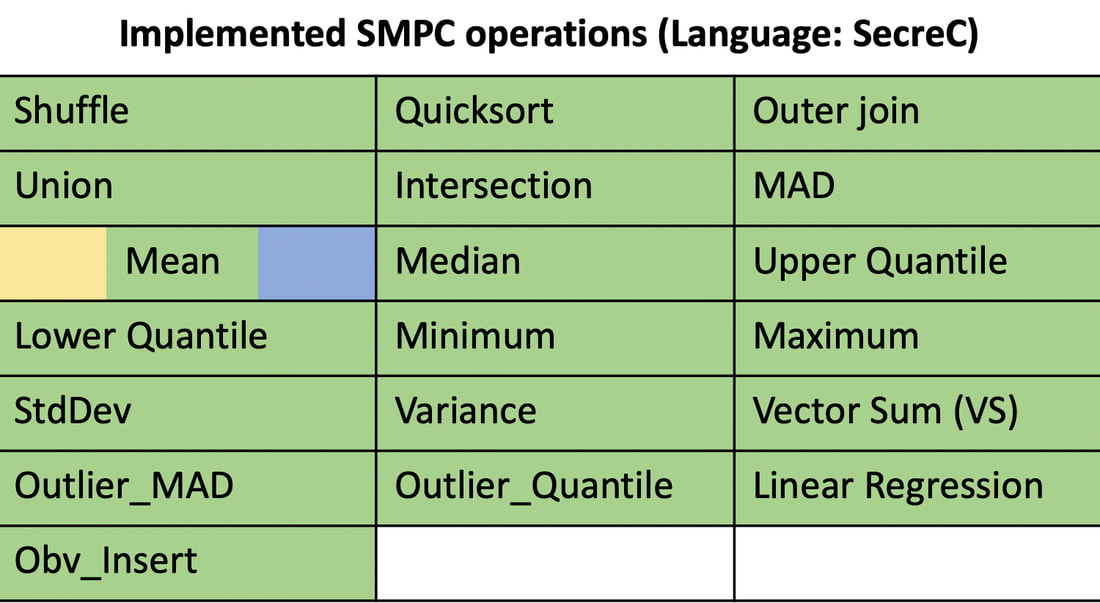 Implemented SMPC operations (Language: SecreC)
Shuffle Quicksort Outer join
Union Intersection MAD
Mean Median Upper Quantile
Lower Quantile Minimum Maximum
StdDev Variance Vector Sum (VS)
Outlier_MAD Outlier_Quantile Linear Regression
Obv_Insert